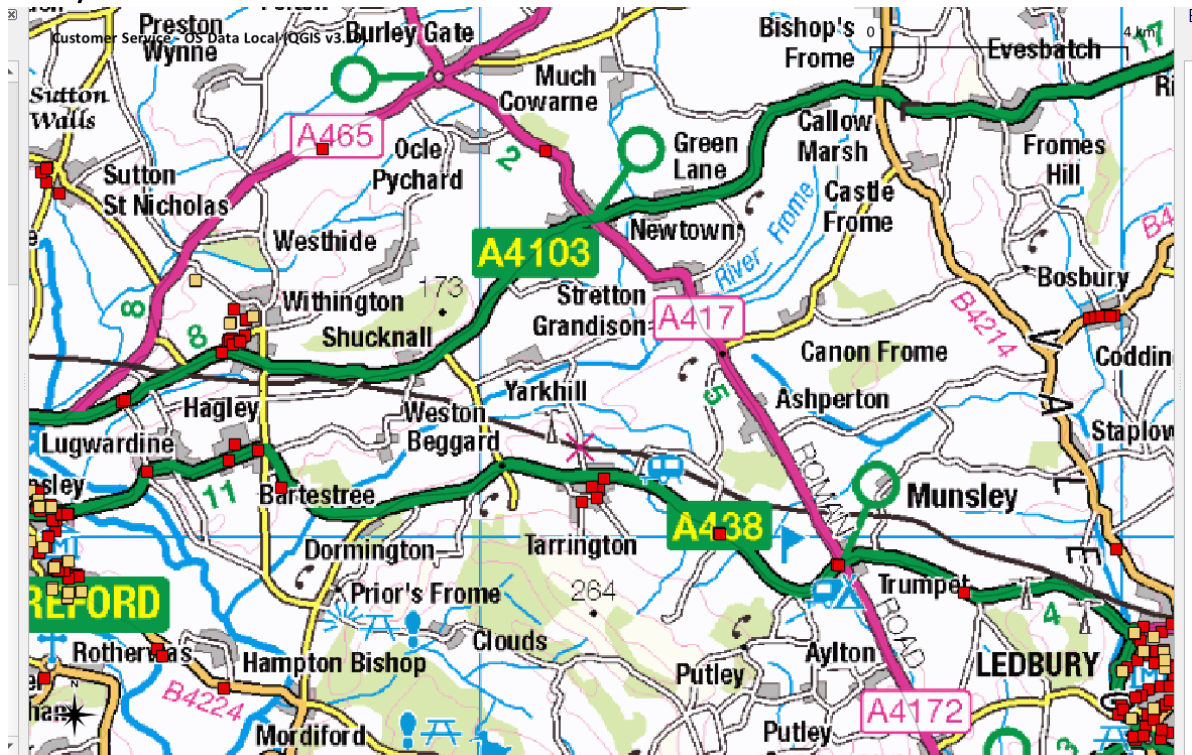 Preston
Wynne
Burley Gate
Bishop's
Frome
0
4 km
Evesbatch
17
Customer Service - OS Data Local (QGIS v3.
Much
Cowarne
Sutton
Walls
A465
Ocle
Pychard
2
Green
Lane
Callow
Marsh
Fromes
Hill
Sutton
St Nicholas
Castle
Frome
Westhide
A4103
Newtown
River Frome
B4
Bosbury
173
Stretton
Grandison
Withington
Shucknall
8
8
A417
B4214
Canon Frome
Coddin
VALE
Yarkhill
5
Ashperton
Hagley
Weston
Beggard
Lugwardine
Staplow
nsley
11
Bartestree
ROMAN
Munsley
A438
Tarrington
Dormington
REFORD
Prior's Frome
264
Trumpet
4
ROAD
Clouds
Rotherwas
Hampton Bishop
Aylton
LEDBURY
Putley
B4224
N
A4172
Mordiford
Putley